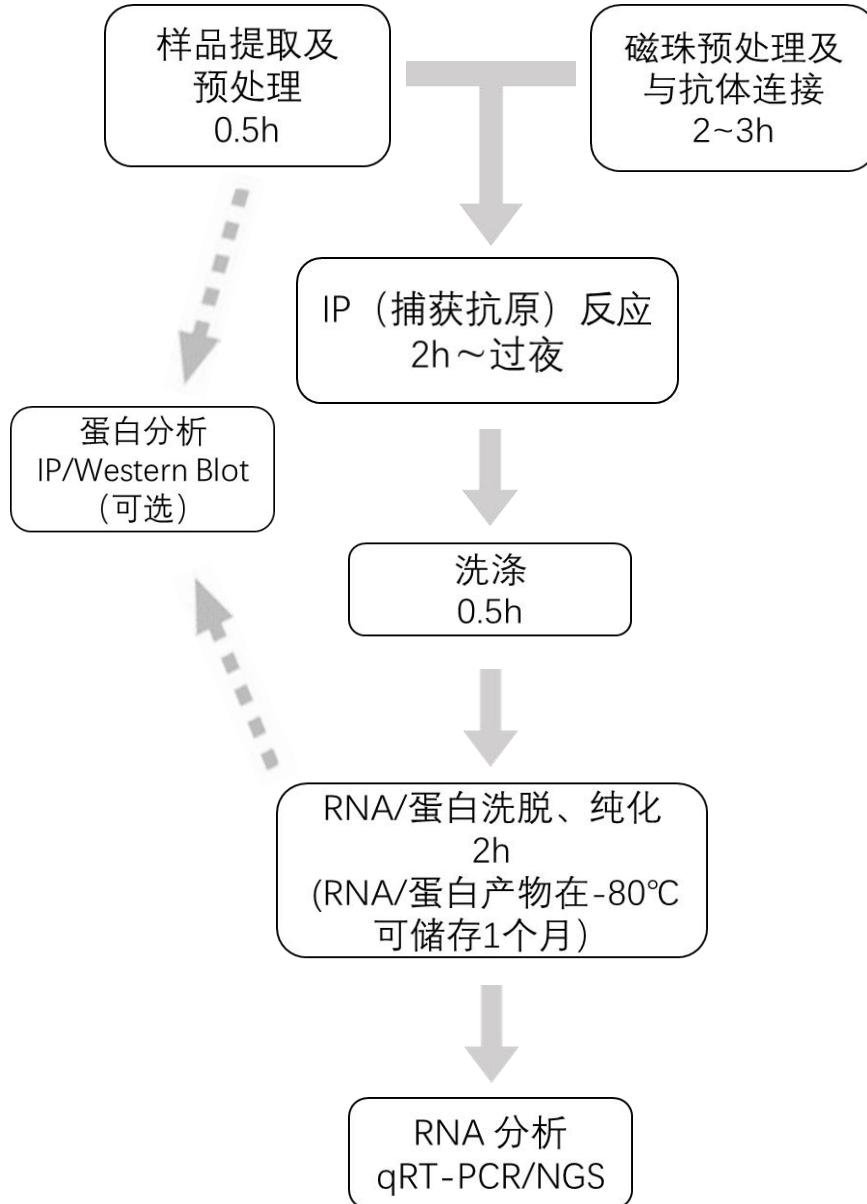 样品提取及
预处理
0.5h
磁珠预处理及
与抗体连接
2~3h
IP（捕获抗原）反应
2h～过夜
蛋白分析
IP/Western Blot
（可选）
洗涤
0.5h
RNA/蛋白洗脱、纯化
2h
(RNA/蛋白产物在-80℃
可储存1个月）
RNA 分析
qRT-PCR/NGS